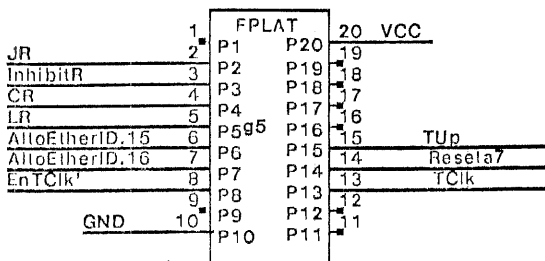 FPLAT
1 P1 P20 20 VCC
JR 2 P2 P19 19
InhibitR 3 P3 P18 18
CR 4 P4 P17 17
LR 5 P5 g5 P16 16
AlloEtherID.15 6 P6 P15 15 TUp
AlloEtherID.16 7 P7 P14 14 Reseta7
EnTClk' 8 P8 P13 13 TClk
9 P9 P12 12
GND 10 P10 P11 11